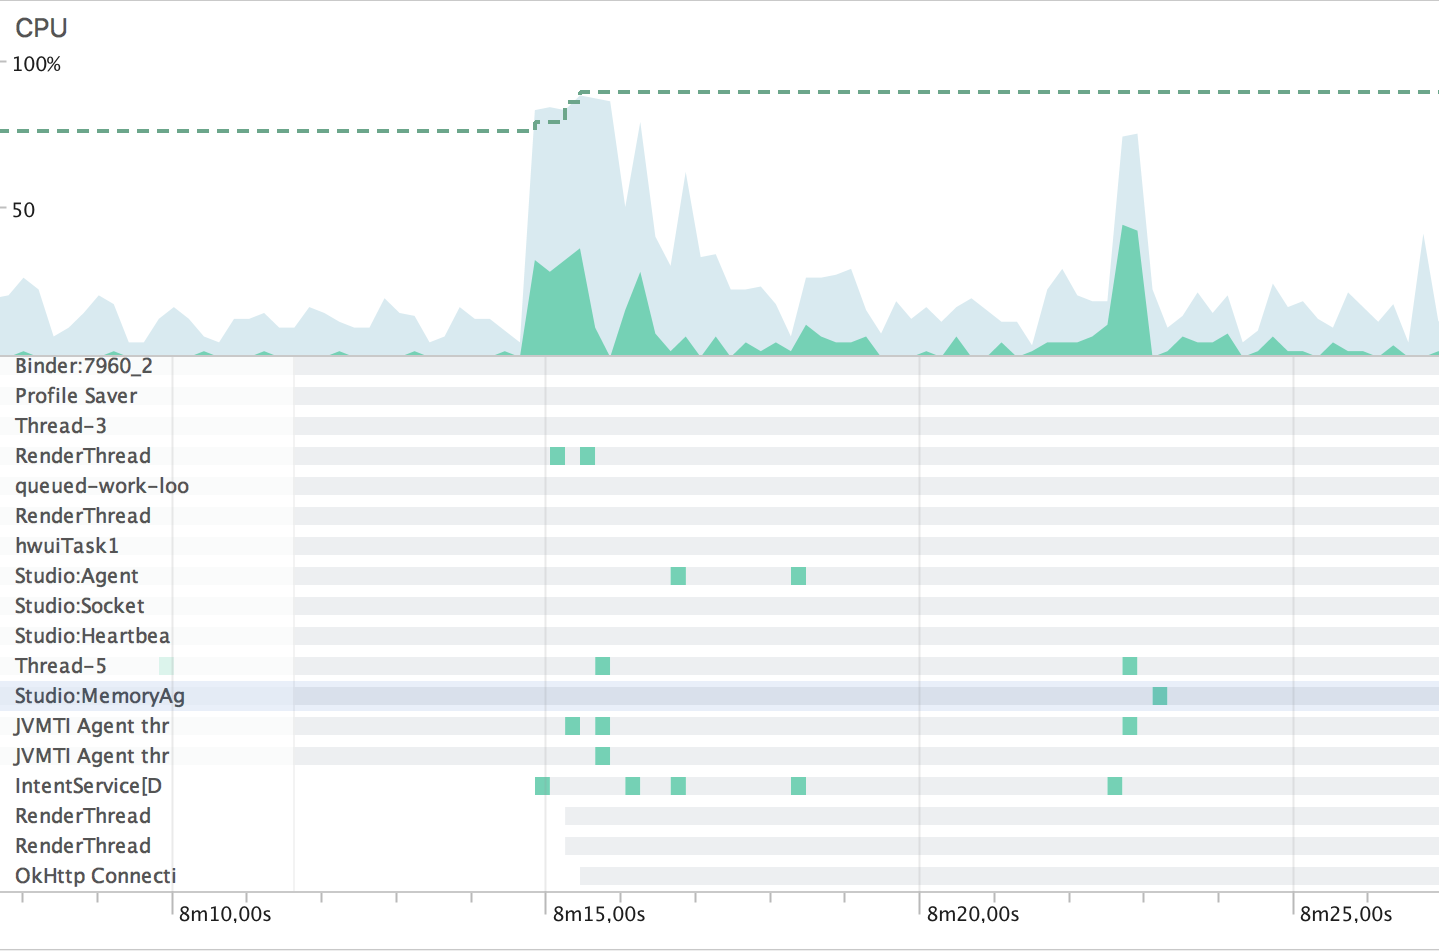 CPU
100%
50
Binder:7960_2
Profile Saver
Thread-3
RenderThread
queued-work-loo
RenderThread
hwuiTask1
Studio:Agent
Studio:Socket
Studio:Heartbea
Thread-5
Studio:MemoryAg
JVMTI Agent thr
JVMTI Agent thr
IntentService[D
RenderThread
RenderThread
OkHttp Connecti
8m10,00s 8m15,00s 8m20,00s 8m25,00s